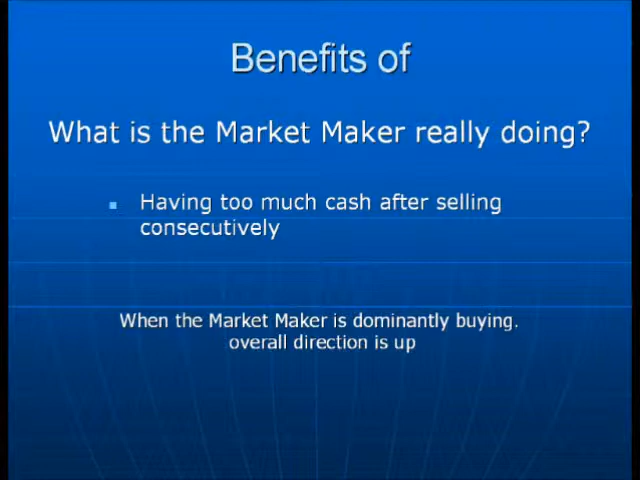 Benefits of
What is the Market Maker really doing?
Having too much cash after selling
consecutively
When the Market Maker is dominantly buying.
overall direction is up